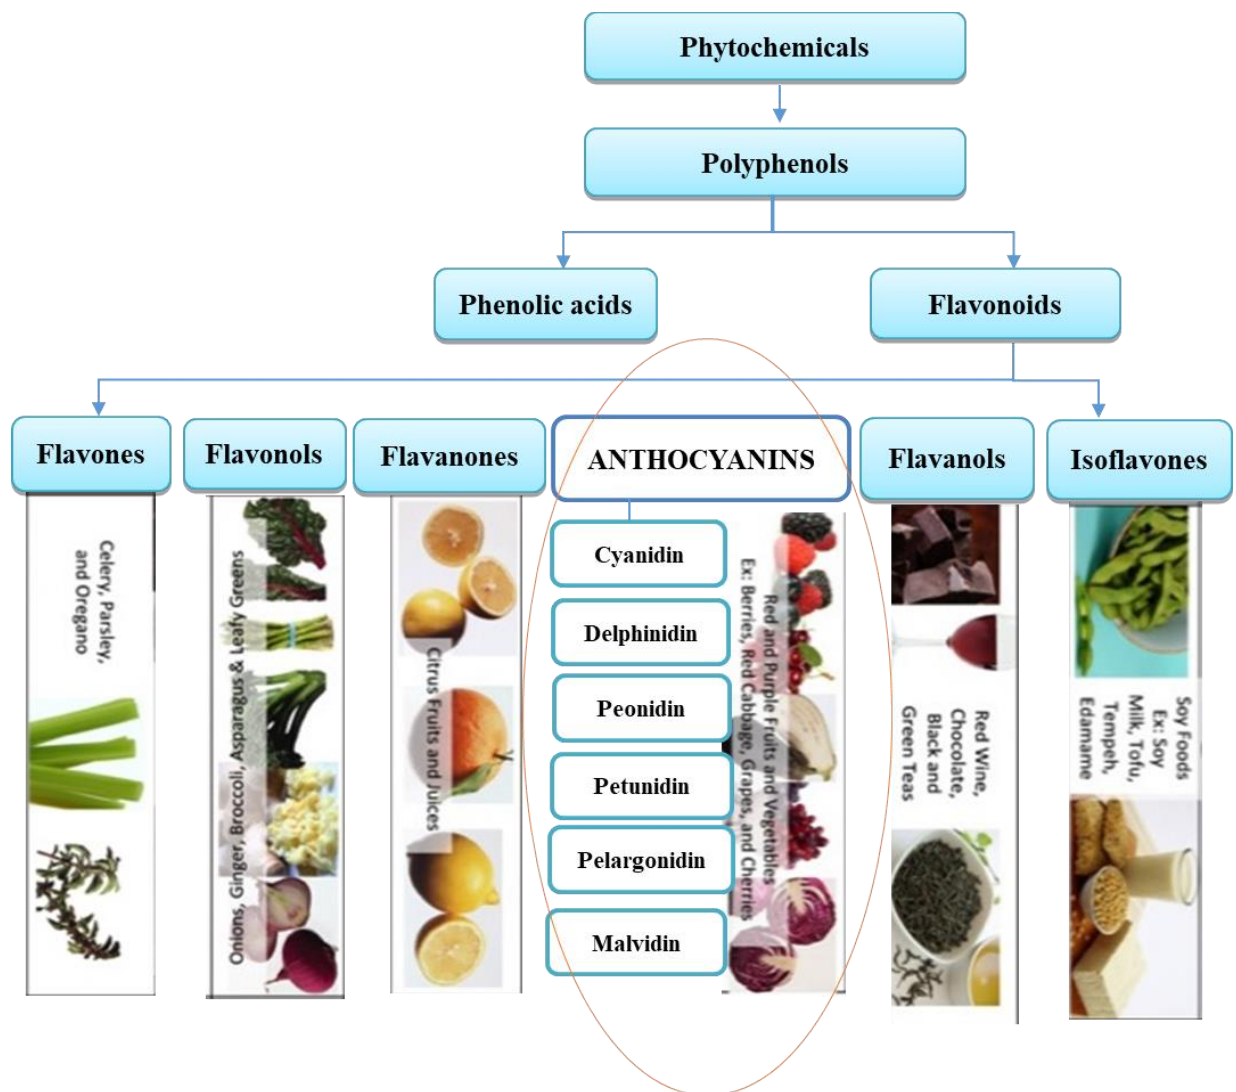 Phytochemicals
Polyphenols
Phenolic acids
Flavonoids
Flavones
Flavonols
Flavanones
ANTHOCYANINS
Flavanols
Isoflavones
Celery, Parsley,
and Oregano
Onions, Ginger, Broccoli, Asparagus & Leafy Greens
Citrus Fruits and Juices
Cyanidin
Delphinidin
Peonidin
Petunidin
Pelargonidin
Malvidin
Red and Purple Fruits and Vegetables
Ex: Berries, Red Cabbage, Grapes, and Cherries
Red Wine,
Chocolate,
Black and
Green Teas
Soy Foods
Ex: Soy
Milk, Tofu,
Tempeh,
Edamame